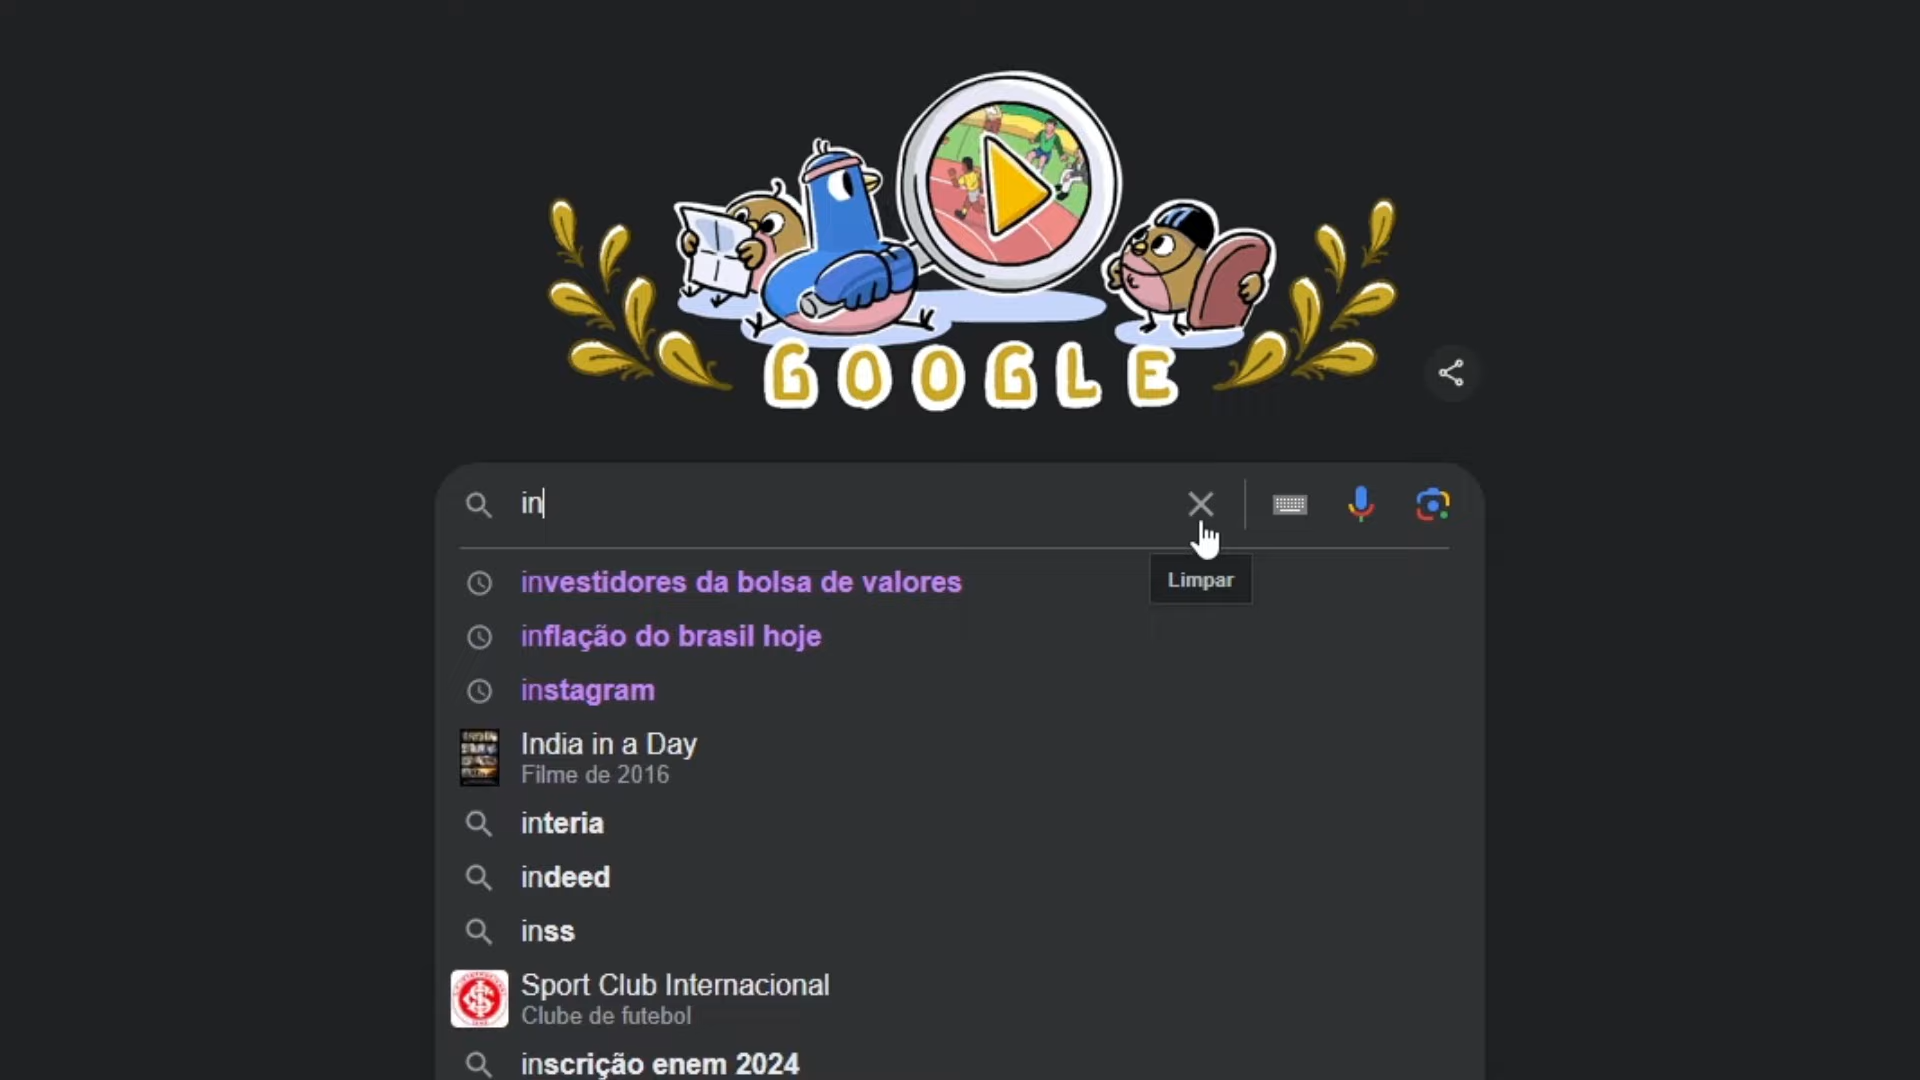 GOOGLE
in
Limpar
investidores da bolsa de valores
inflação do brasil hoje
instagram
India in a Day
Filme de 2016
interia
indeed
inss
Sport Club Internacional
Clube de futebol
inscrição enem 2024